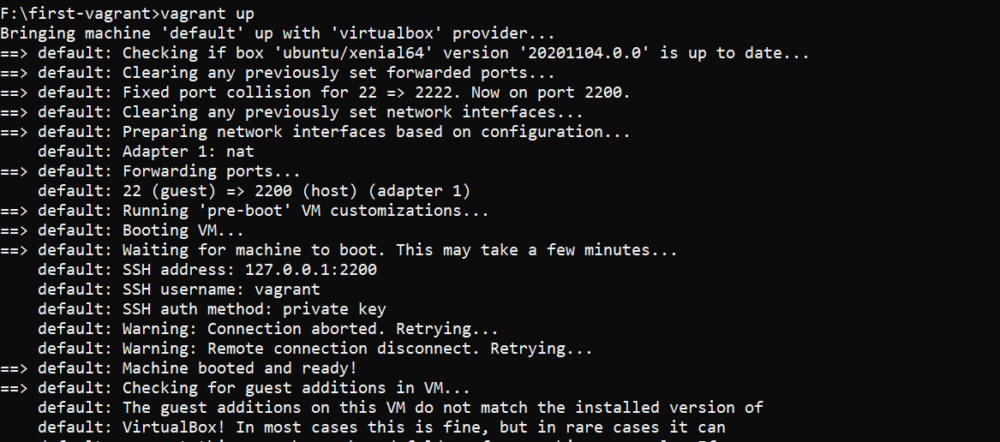 F:\first-vagrant>vagrant up
Bringing machine 'default' up with 'virtualbox' provider...
==> default: Checking if box 'ubuntu/xenial64' version '20201104.0.0' is up to date...
==> default: Clearing any previously set forwarded ports...
==> default: Fixed port collision for 22 => 2222. Now on port 2200.
==> default: Clearing any previously set network interfaces...
==> default: Preparing network interfaces based on configuration...
    default: Adapter 1: nat
==> default: Forwarding ports...
    default: 22 (guest) => 2200 (host) (adapter 1)
==> default: Running 'pre-boot' VM customizations...
==> default: Booting VM...
==> default: Waiting for machine to boot. This may take a few minutes...
    default: SSH address: 127.0.0.1:2200
    default: SSH username: vagrant
    default: SSH auth method: private key
    default: Warning: Connection aborted. Retrying...
    default: Warning: Remote connection disconnect. Retrying...
==> default: Machine booted and ready!
==> default: Checking for guest additions in VM...
    default: The guest additions on this VM do not match the installed version of
    default: VirtualBox! In most cases this is fine, but in rare cases it can